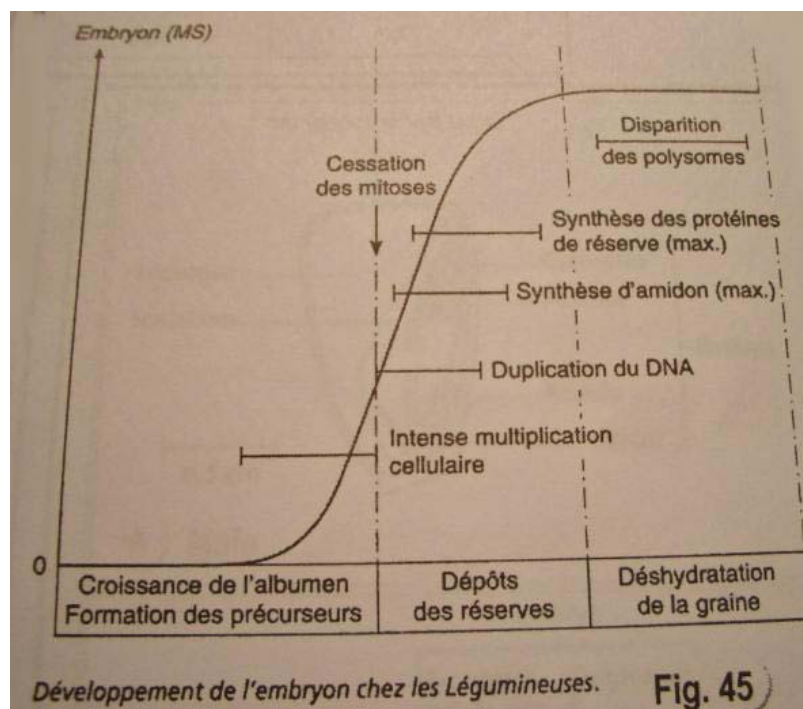 Embryon (MS)
Disparition
des polysomes
Cessation
des mitoses
Synthèse des protéines
de réserve (max.)
Synthèse d'amidon (max.)
Duplication du DNA
Intense multiplication
cellulaire
0
Croissance de l'albumen
Formation des précurseurs
Dépôts
des réserves
Déshydratation
de la graine
Développement de l'embryon chez les Légumineuses. Fig. 45